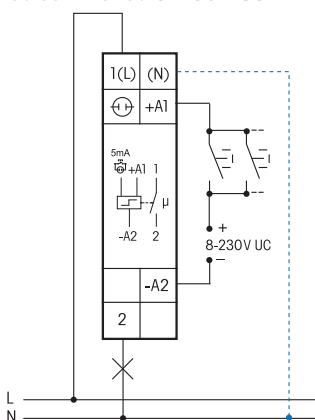 1(L) (N)
+A1
5mA
+A1 1
µ
-A2 2
+
8-230V UC
−
-A2
2
L
N